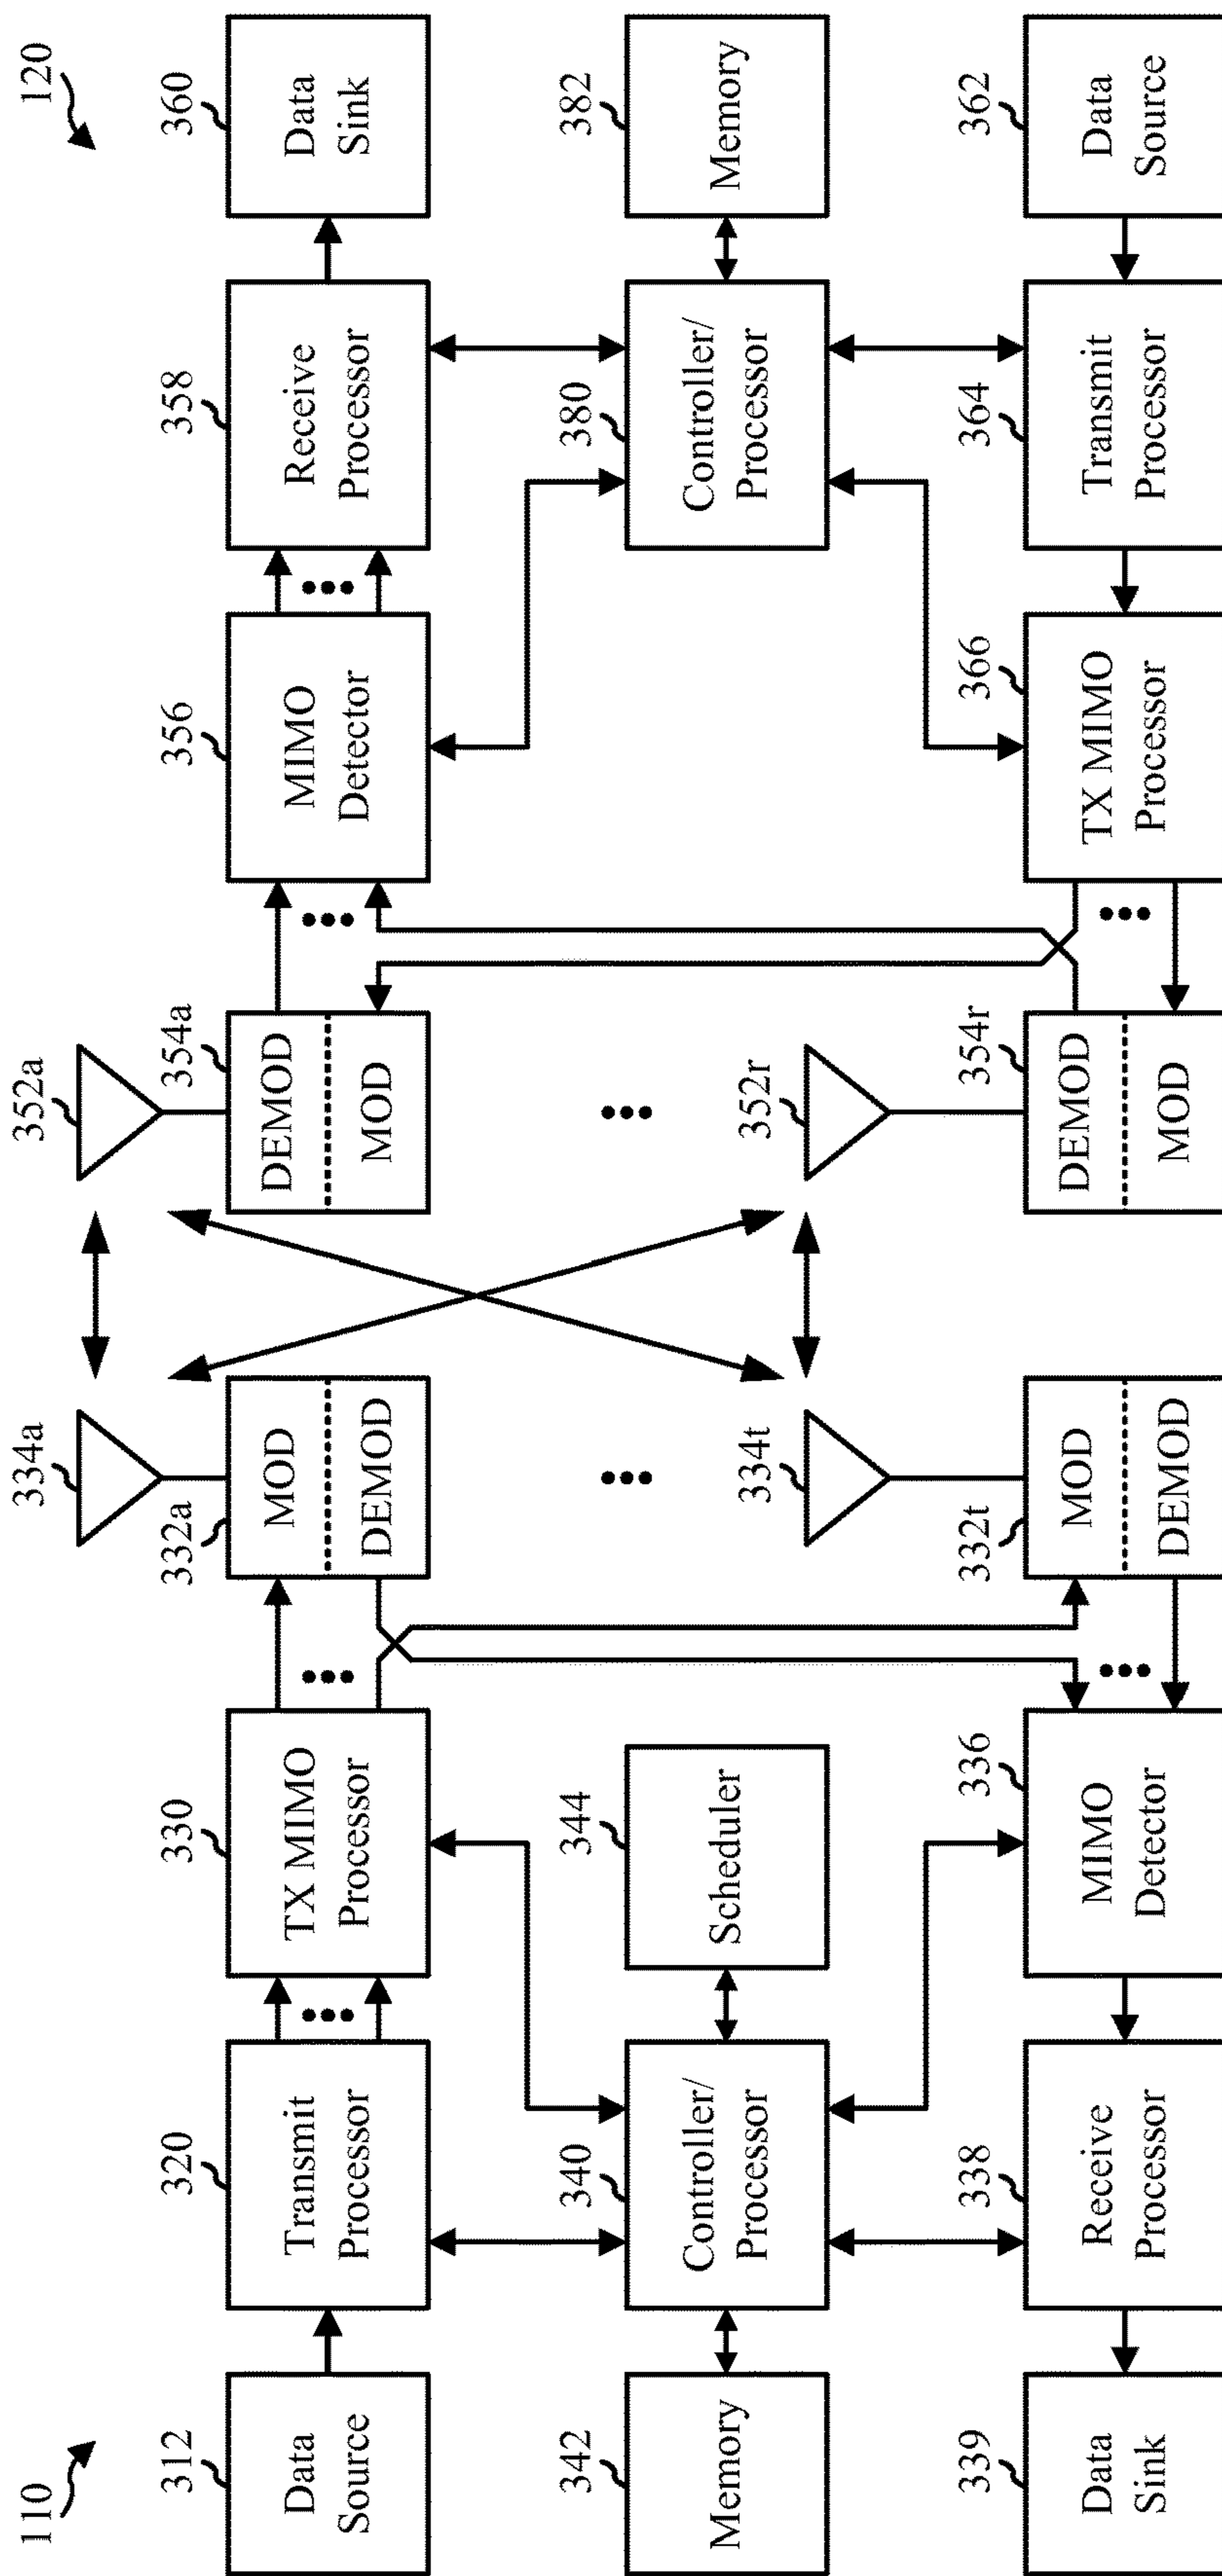 110
120
312
Data
Source
320
Transmit
Processor
330
TX MIMO
Processor
332a
MOD
DEMOD
334a
352a
354a
DEMOD
MOD
356
MIMO
Detector
358
Receive
Processor
360
Data
Sink
342
Memory
340
Controller/
Processor
344
Scheduler
334t
352r
380
Controller/
Processor
382
Memory
339
Data
Sink
338
Receive
Processor
336
MIMO
Detector
332t
MOD
DEMOD
354r
DEMOD
MOD
366
TX MIMO
Processor
364
Transmit
Processor
362
Data
Source